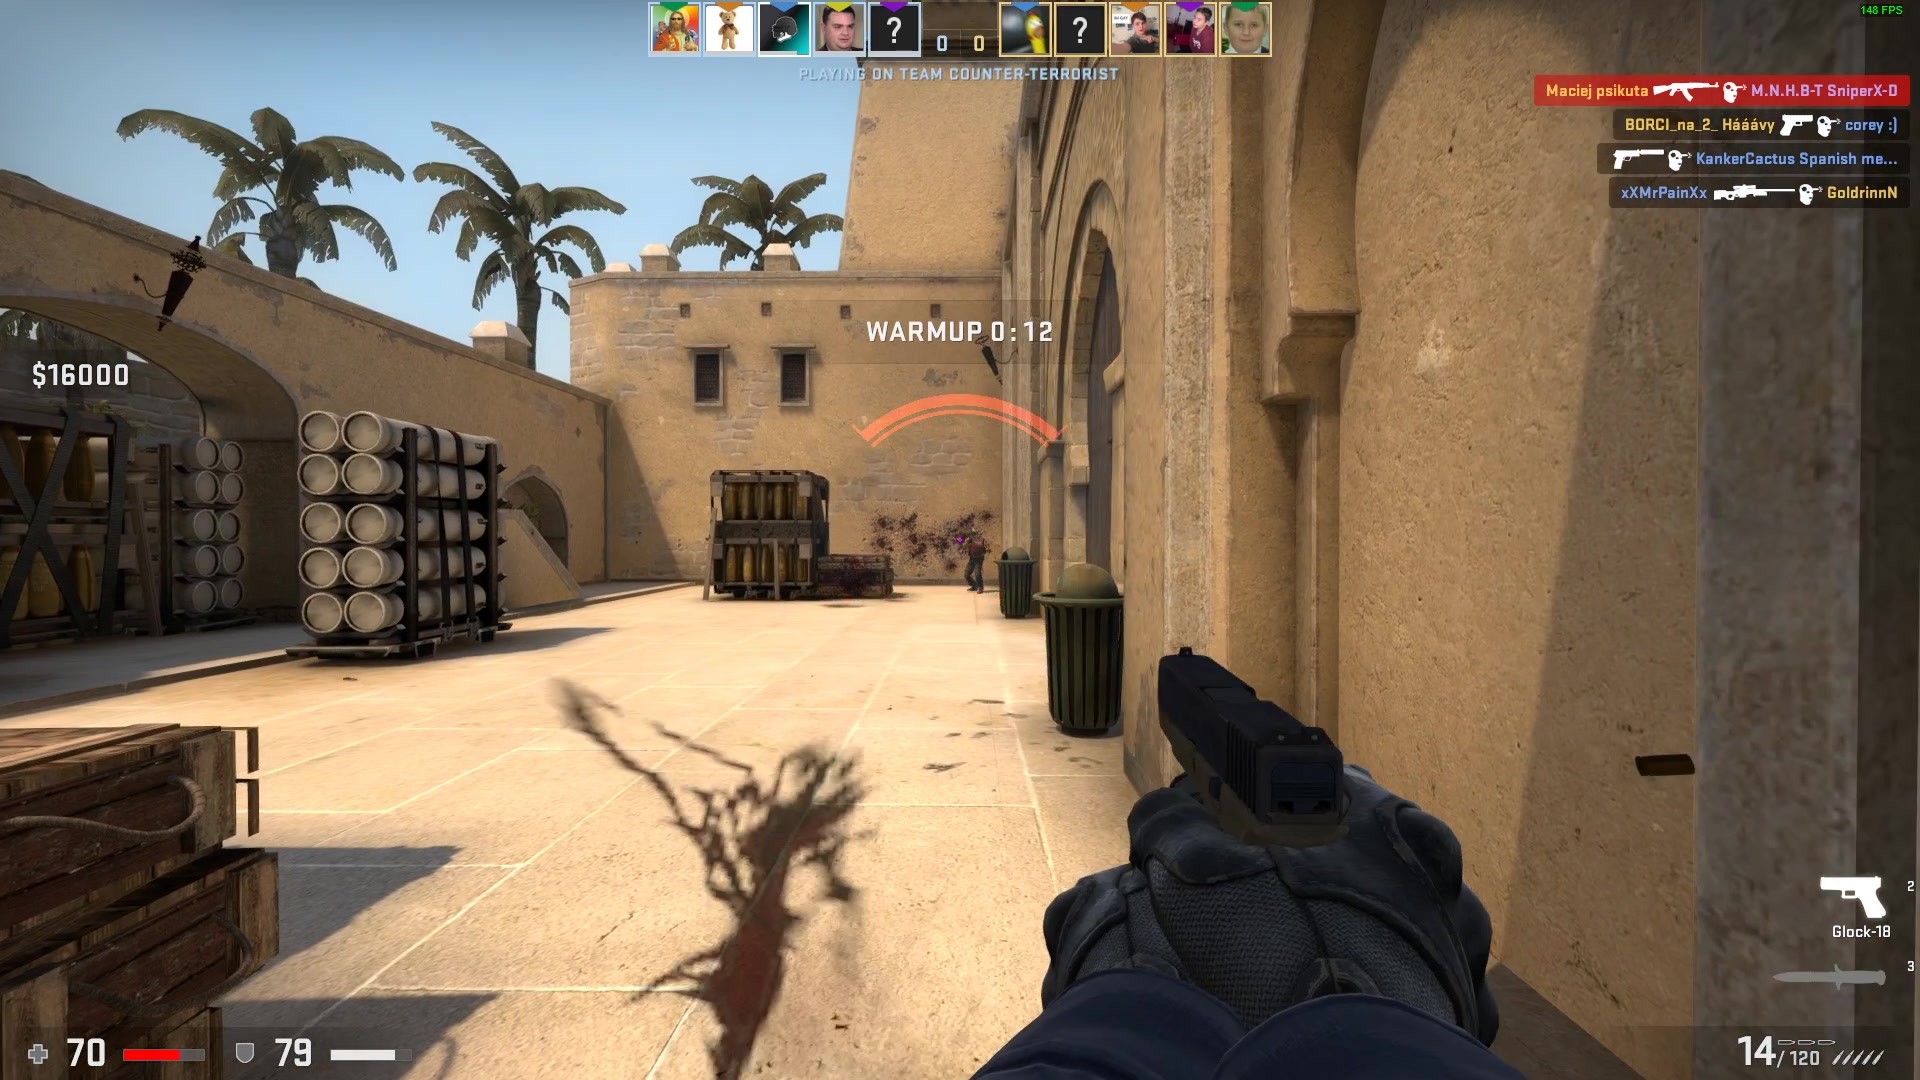 148 FPS
? 0 0 ?
PLAYING ON TEAM COUNTER-TERRORIST
Maciej psikuta M.N.H.B-T SniperX-D
BORCI_na_2_ Hááávy corey :)
KankerCactus Spanish me...
xXMrPainXx GoldrinnN
WARMUP 0:12
$16000
2
Glock-18
3
70 79
14/ 120